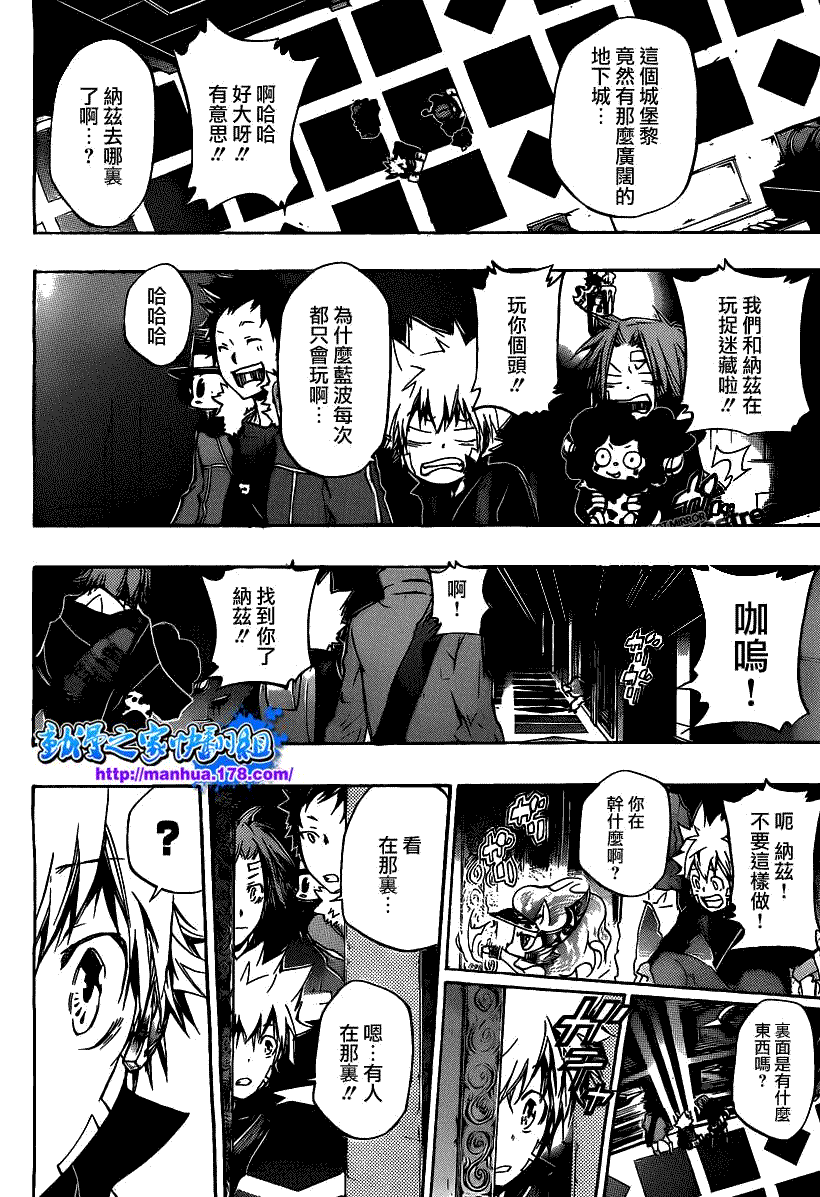 這個城堡黎
竟然有那麼廣闊的
地下城…
啊哈哈
好大呀!!
有意思!!
納茲去哪裏
了啊…?
我們和納茲在
玩捉迷藏啦!!
玩你個頭!!
為什麼藍波每次
都只會玩啊…
哈哈哈
咖嗚!
啊!
找到你了
納茲!!
動漫之家快翻組
http://manhua.178.com/
呃 納茲!
不要這樣做!
你在
幹什麼啊?
裏面是有什麼
東西嗎?
看
在那裏…
嗯…有人
在那裏!!
?